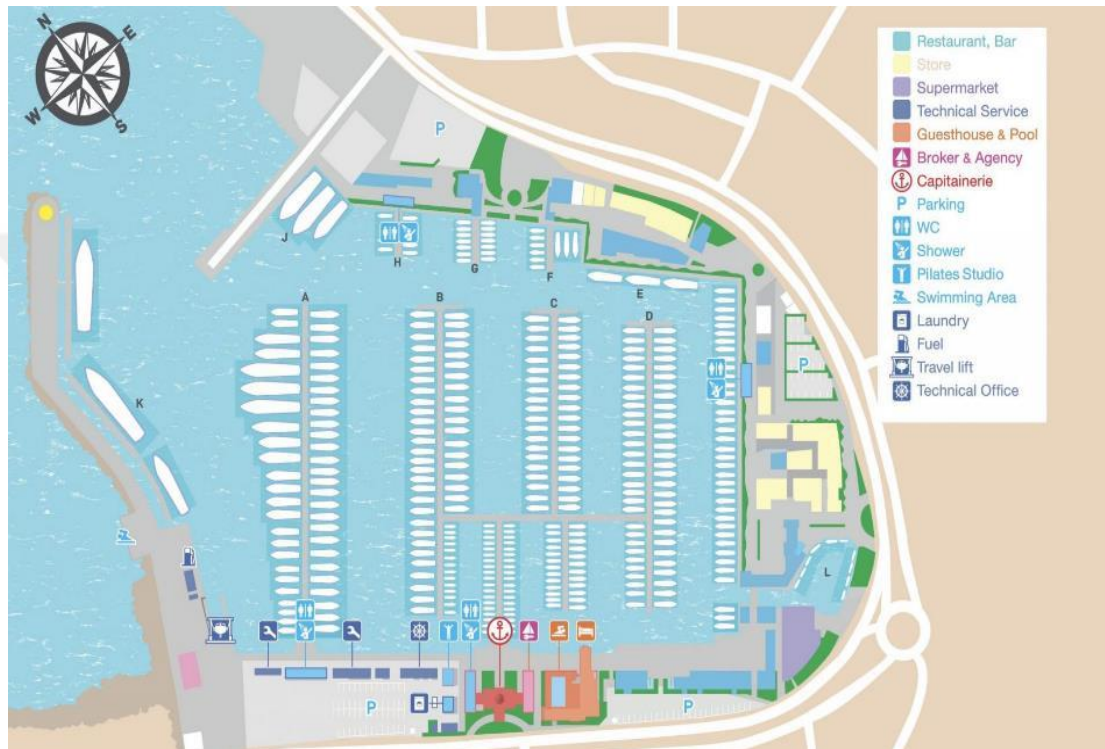 N
E
W
S
P
J
H
G
F
E
A
B
C
D
P
K
L
P
P
Restaurant, Bar
Store
Supermarket
Technical Service
Guesthouse & Pool
Broker & Agency
Capitainerie
P Parking
WC
Shower
Pilates Studio
Swimming Area
Laundry
Fuel
Travel lift
Technical Office